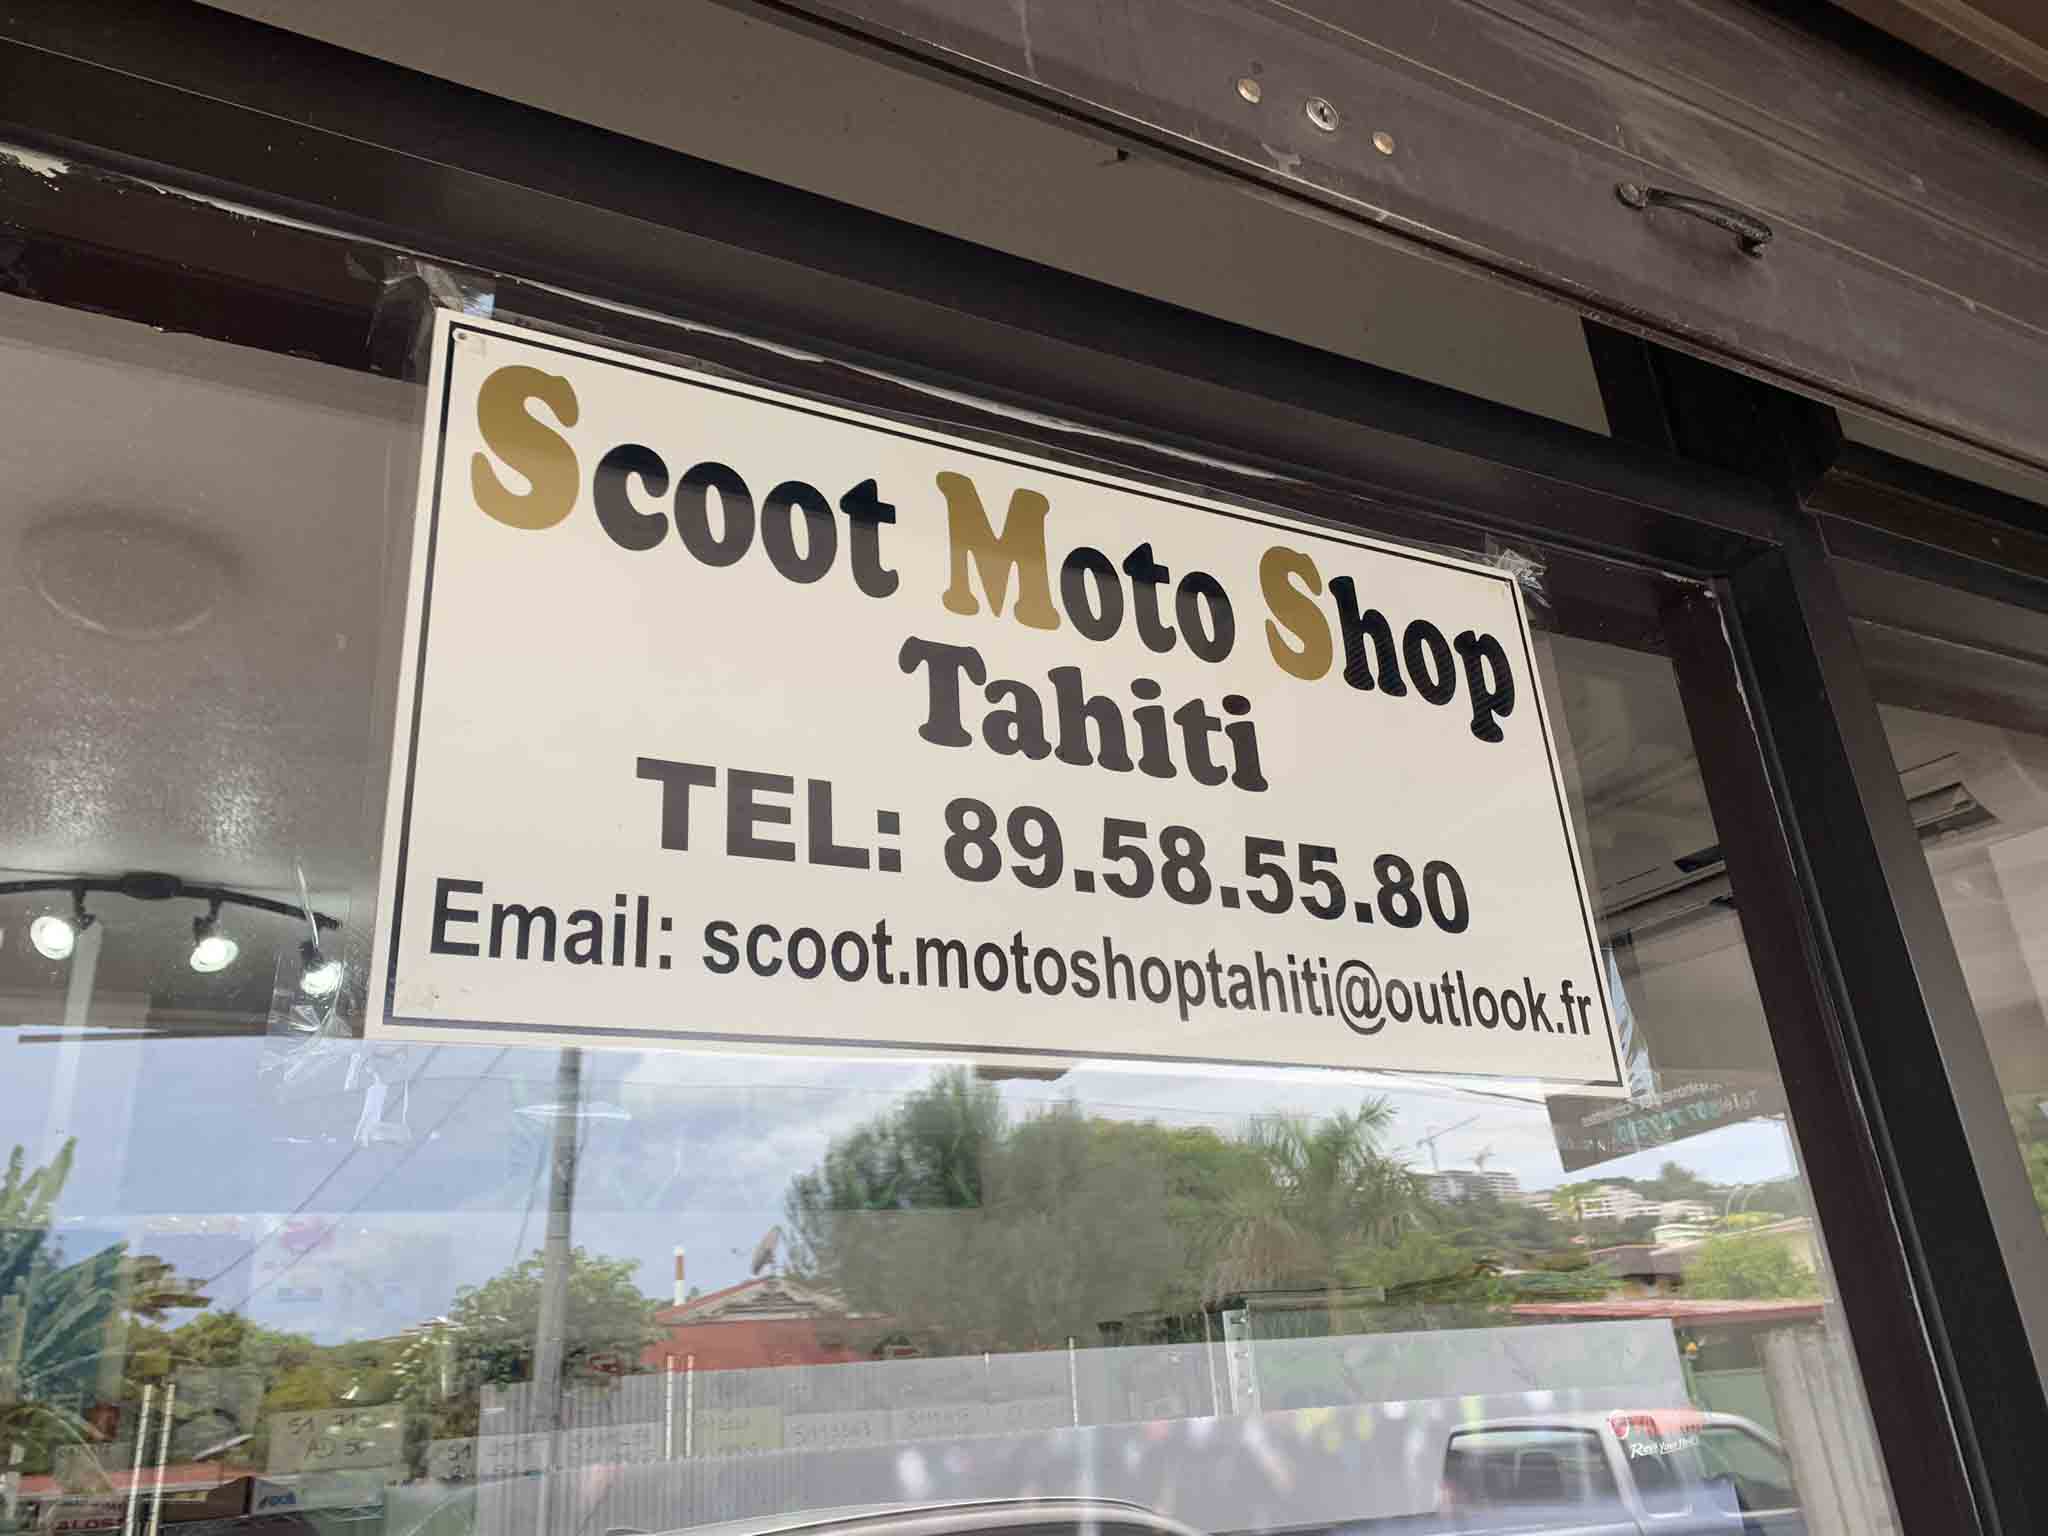 Scoot Moto Shop
Tahiti
TEL: 89.58.55.80
Email: scoot.motoshoptahiti@outlook.fr